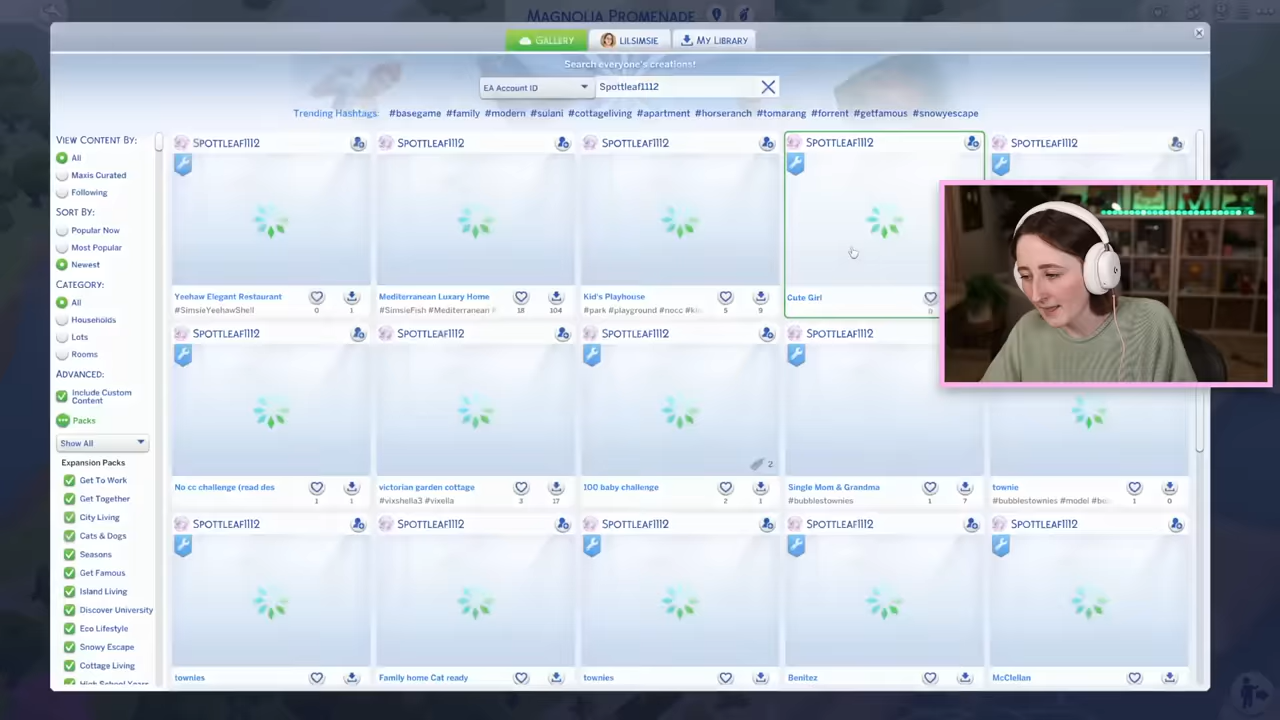 MAGNOLIA PROMENADE
GALLERY
LILSIMSIE
MY LIBRARY
Search everyone's creations!
EA Account ID
Spottleaf1112
Trending Hashtags: #basegame #family #modern #sulani #cottageliving #apartment #horseranch #tomarang #forrent #getfamous #snowyescape
VIEW CONTENT BY:
All
Maxis Curated
Following
SORT BY:
Popular Now
Most Popular
Newest
CATEGORY:
All
Households
Lots
Rooms
ADVANCED:
Include Custom
Content
Packs
Show All
Expansion Packs
Get To Work
Get Together
City Living
Cats & Dogs
Seasons
Get Famous
Island Living
Discover University
Eco Lifestyle
Snowy Escape
Cottage Living
High School Years
SPOTTLEAF1112 SPOTTLEAF1112 SPOTTLEAF1112 SPOTTLEAF1112 SPOTTLEAF1112
Yeehaw Elegant Restaurant
#SimsieYeehawShell
0 1
Mediterranean Luxary Home
#SimsieFish #Mediterranean
18 104
Kid's Playhouse
#park #playground #nocc
5 9
Cute Girl
0
SPOTTLEAF1112 SPOTTLEAF1112 SPOTTLEAF1112 SPOTTLEAF1112
2
No cc challenge (read des
1 1
victorian garden cottage
#vixshella3 #vixella
3 17
100 baby challenge
2 1
Single Mom & Grandma
#bubblestownies
1 7
townie
#bubblestownies #model
1 0
SPOTTLEAF1112 SPOTTLEAF1112 SPOTTLEAF1112 SPOTTLEAF1112 SPOTTLEAF1112
townies
Family home Cat ready
townies
Benitez
McClellan